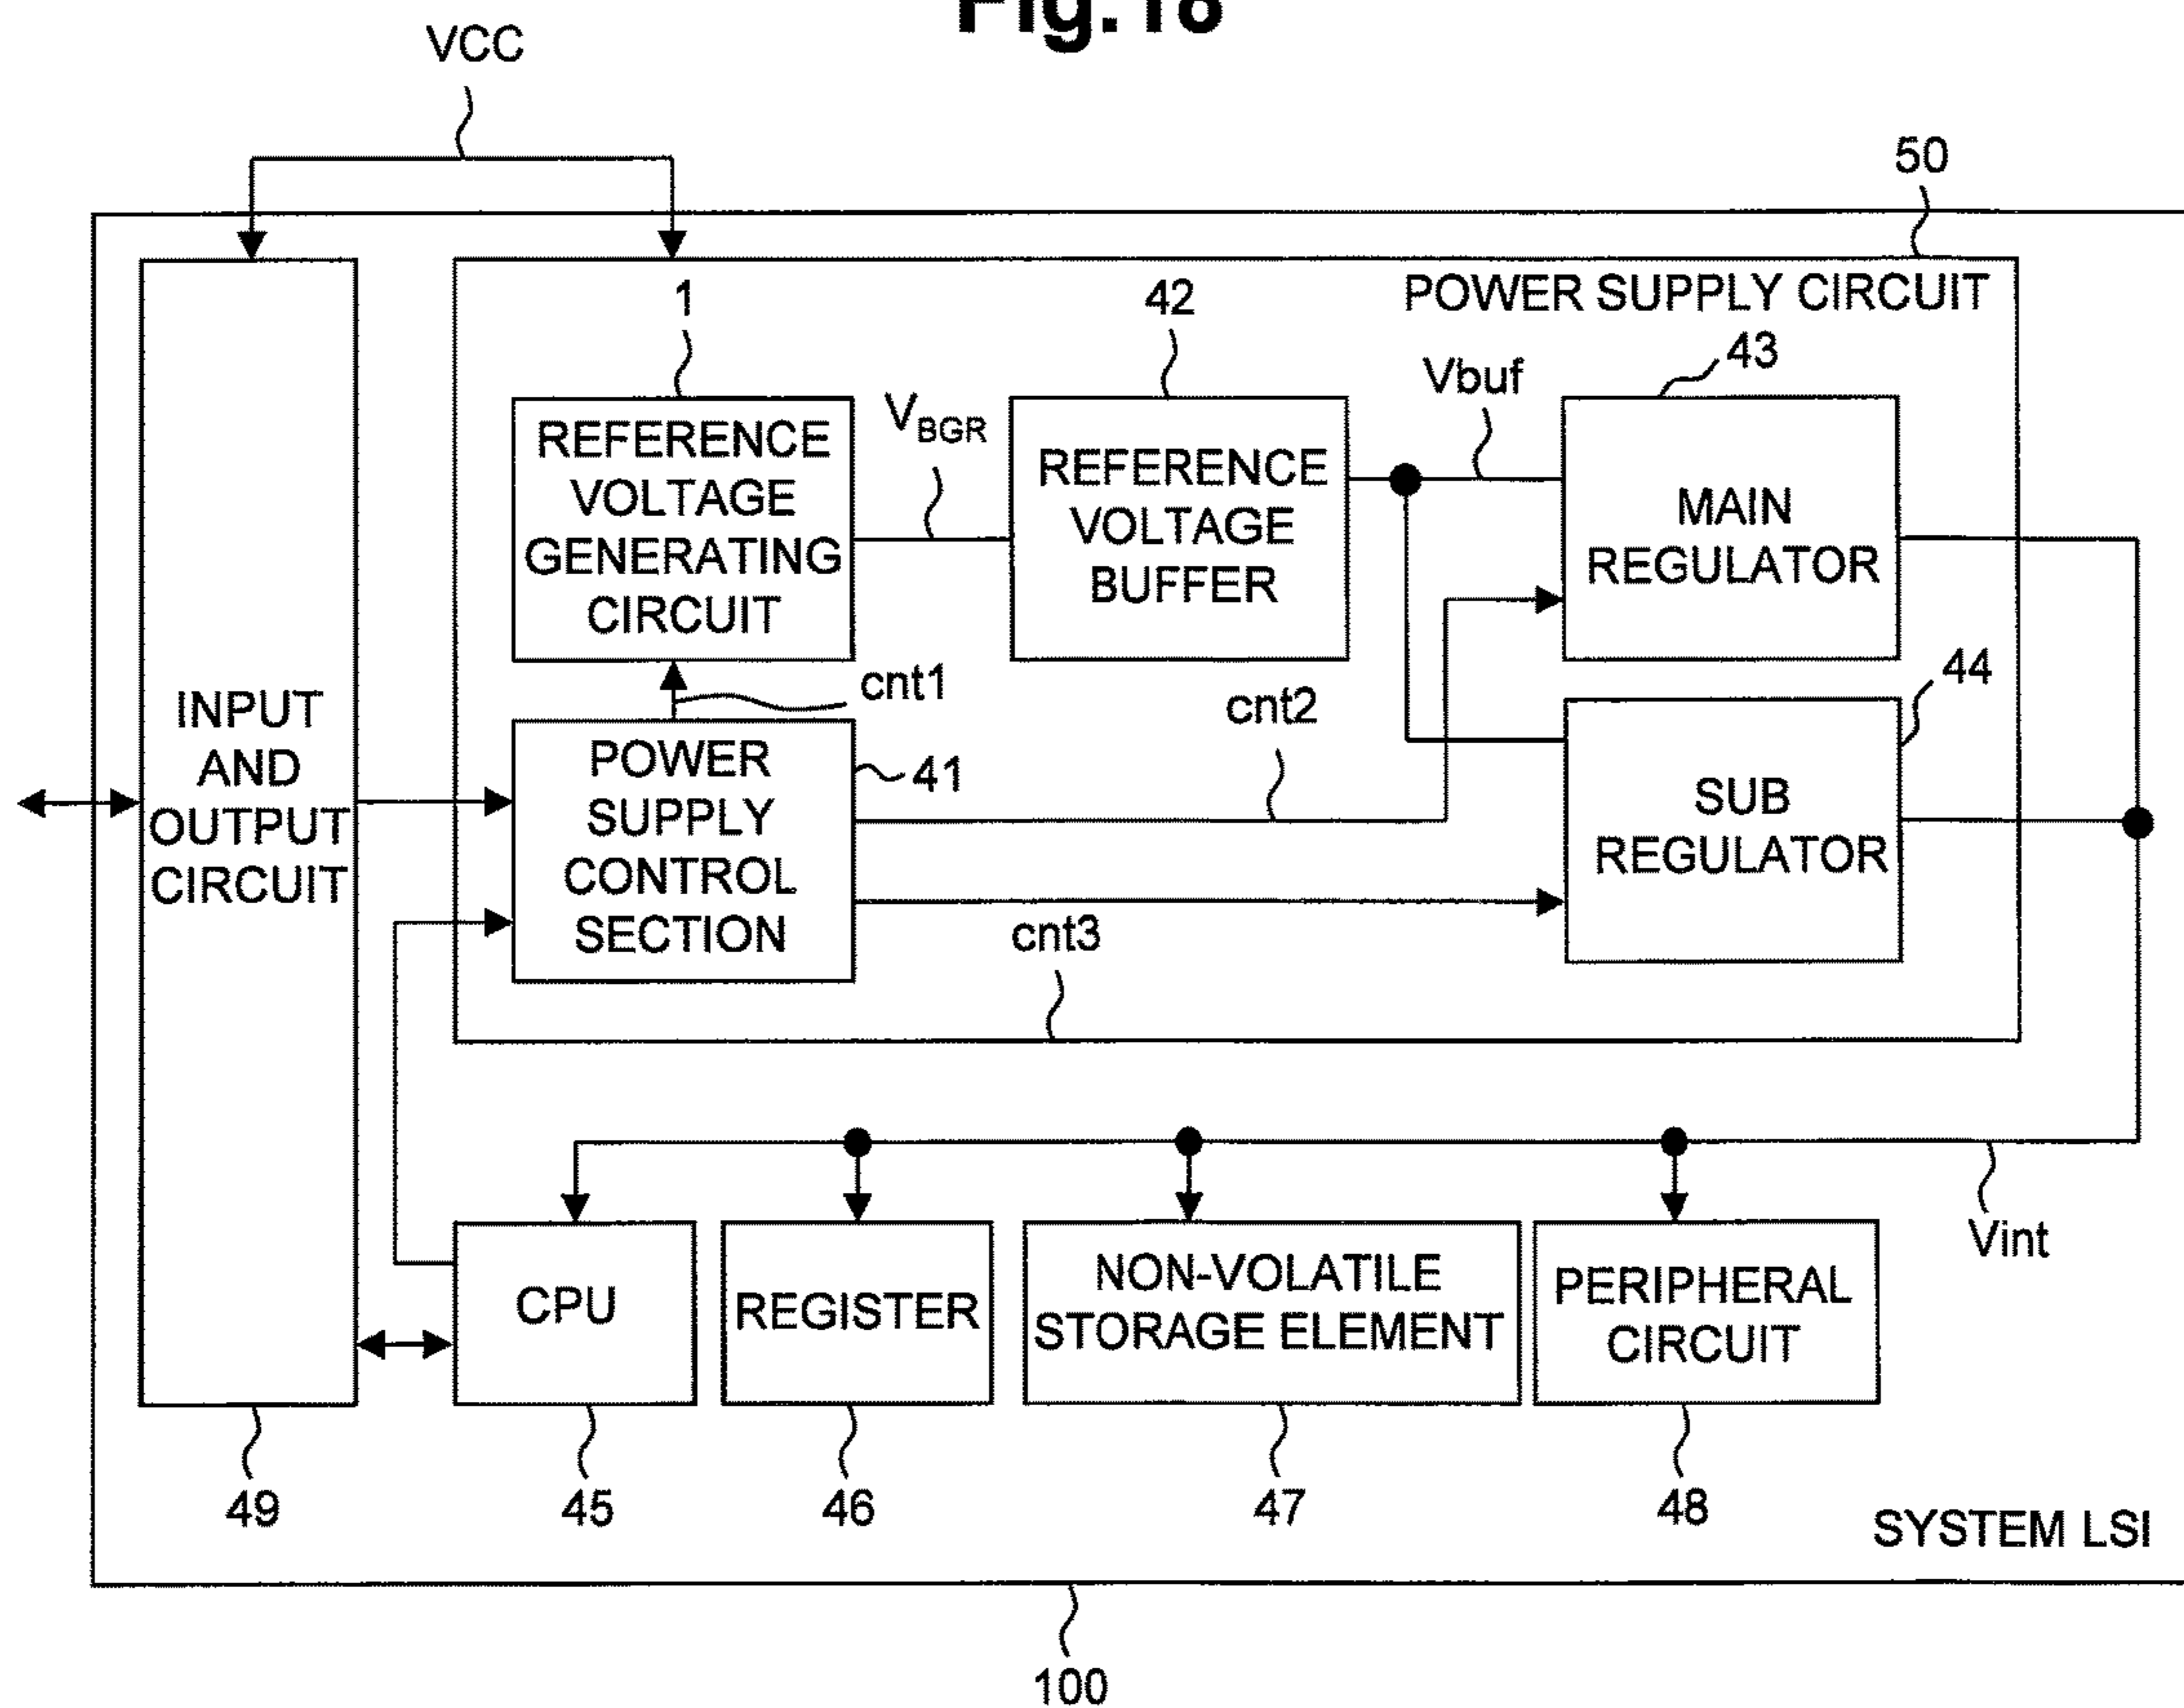 Fig.18
VCC
50
POWER SUPPLY CIRCUIT
1
42
43
Vbuf
VBGR
REFERENCE
VOLTAGE
GENERATING
CIRCUIT
REFERENCE
VOLTAGE
BUFFER
MAIN
REGULATOR
44
cnt1
cnt2
INPUT
AND
OUTPUT
CIRCUIT
POWER
SUPPLY
CONTROL
SECTION
41
SUB
REGULATOR
cnt3
Vint
CPU
REGISTER
NON-VOLATILE
STORAGE ELEMENT
PERIPHERAL
CIRCUIT
49
45
46
47
48
SYSTEM LSI
100